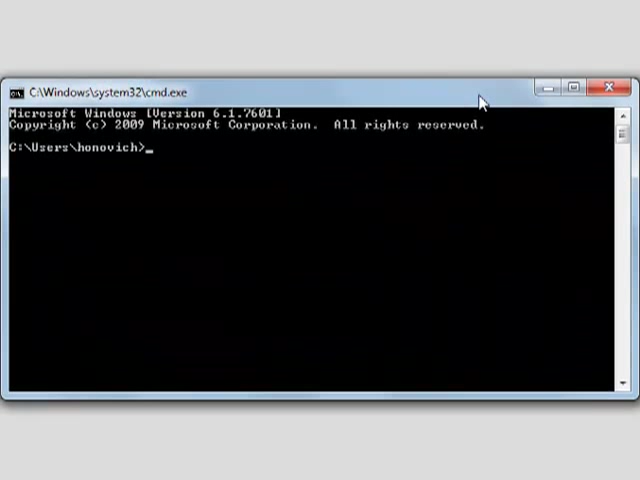 C:\Windows\system32\cmd.exe
Microsoft Windows [Version 6.1.7601]
Copyright (c) 2009 Microsoft Corporation.  All rights reserved.
C:\Users\honovich>_